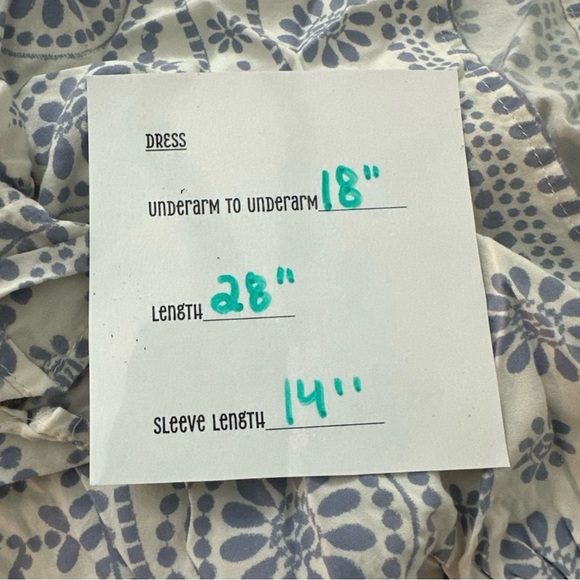 DRESS
UNDERARM TO UNDERARM 18"
LENGTH 28"
SLEEVE LENGTH 14"